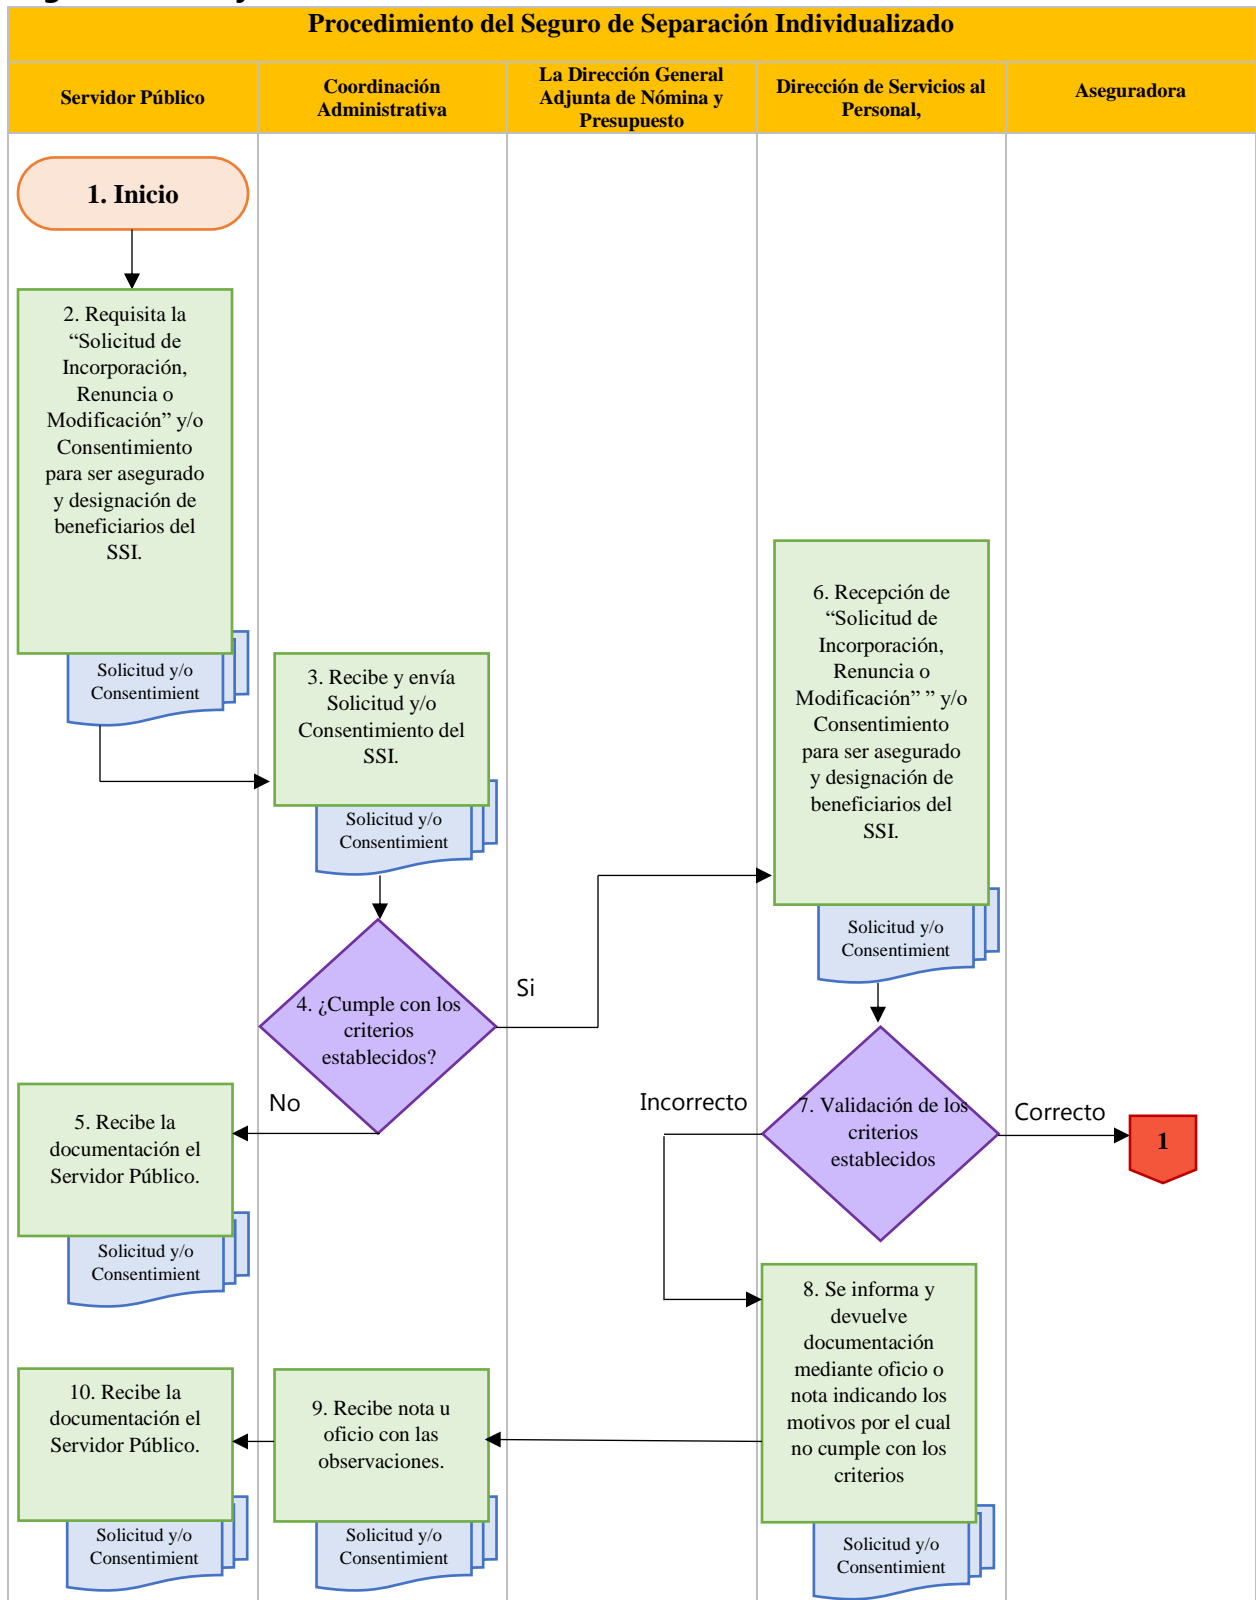 Procedimiento del Seguro de Separación Individualizado
Servidor Público
Coordinación
Administrativa
La Dirección General
Adjunta de Nómina y
Presupuesto
Dirección de Servicios al
Personal,
Aseguradora
1. Inicio
2. Requisita la
“Solicitud de
Incorporación,
Renuncia o
Modificación” y/o
Consentimiento
para ser asegurado
y designación de
beneficiarios del
SSI.
Solicitud y/o
Consentimient
3. Recibe y envía
Solicitud y/o
Consentimiento del
SSI.
Solicitud y/o
Consentimient
4. ¿Cumple con los
criterios
establecidos?
Si
No
5. Recibe la
documentación el
Servidor Público.
Solicitud y/o
Consentimient
6. Recepción de
“Solicitud de
Incorporación,
Renuncia o
Modificación” ” y/o
Consentimiento
para ser asegurado
y designación de
beneficiarios del
SSI.
Solicitud y/o
Consentimient
7. Validación de los
criterios
establecidos
Incorrecto
Correcto
1
8. Se informa y
devuelve
documentación
mediante oficio o
nota indicando los
motivos por el cual
no cumple con los
criterios
Solicitud y/o
Consentimient
9. Recibe nota u
oficio con las
observaciones.
Solicitud y/o
Consentimient
10. Recibe la
documentación el
Servidor Público.
Solicitud y/o
Consentimient